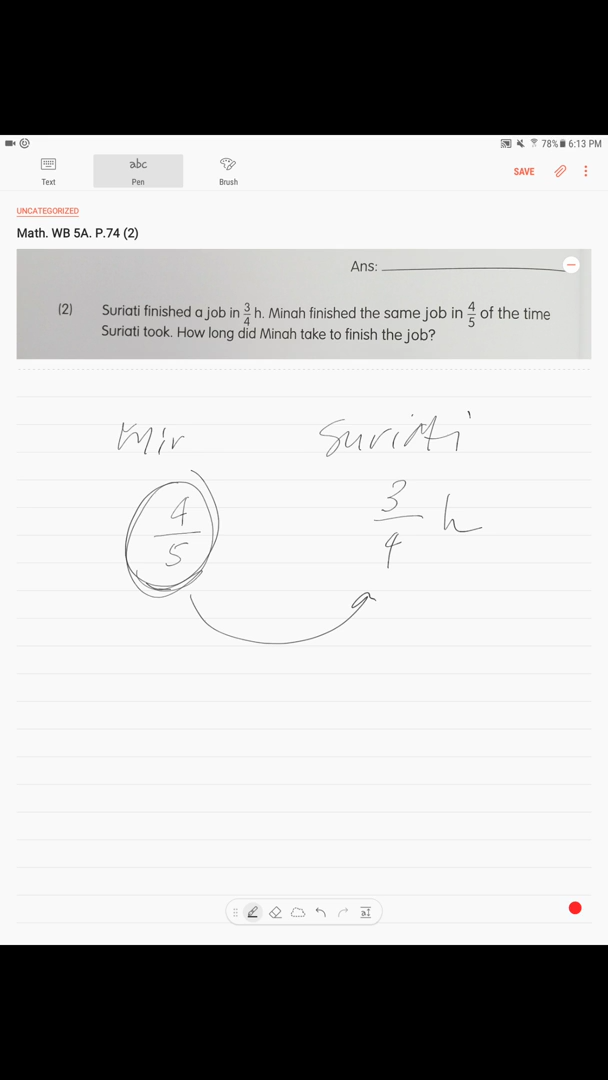 78% 6:13 PM
abc
Text Pen Brush
SAVE
UNCATEGORIZED
Math. WB 5A. P.74 (2)
Ans:
(2) Suriati finished a job in 3/4 h. Minah finished the same job in 4/5 of the time
Suriati took. How long did Minah take to finish the job?
Suriati
4/5 3/4 h